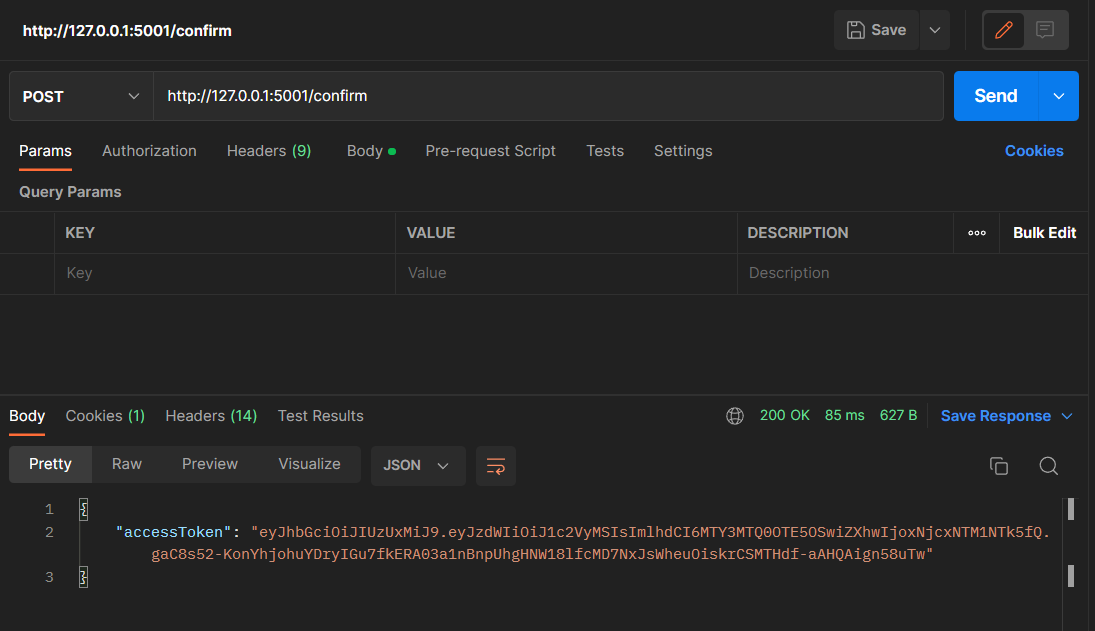 http://127.0.0.1:5001/confirm
Save
POST
http://127.0.0.1:5001/confirm
Send
Params Authorization Headers (9) Body Pre-request Script Tests Settings Cookies
Query Params
KEY VALUE DESCRIPTION ooo Bulk Edit
Key Value Description
Body Cookies (1) Headers (14) Test Results 200 OK 85 ms 627 B Save Response
Pretty Raw Preview Visualize JSON
1 {
2 "accessToken": "eyJhbGciOiJIUzUxMiJ9.eyJzdWIiOiJ1c2VyMSIsImlhdCI6MTY3MTQ0OTE5OSwiZXhwIjoxNjcxNTM1NTk5fQ.
gaC8s52-KonYhjohuYDryIGu7fkERA03a1nBnpUhgHNW18lfcMD7NxJsWheuOiskrCSMTHdf-aAHQAign58uTw"
3 }